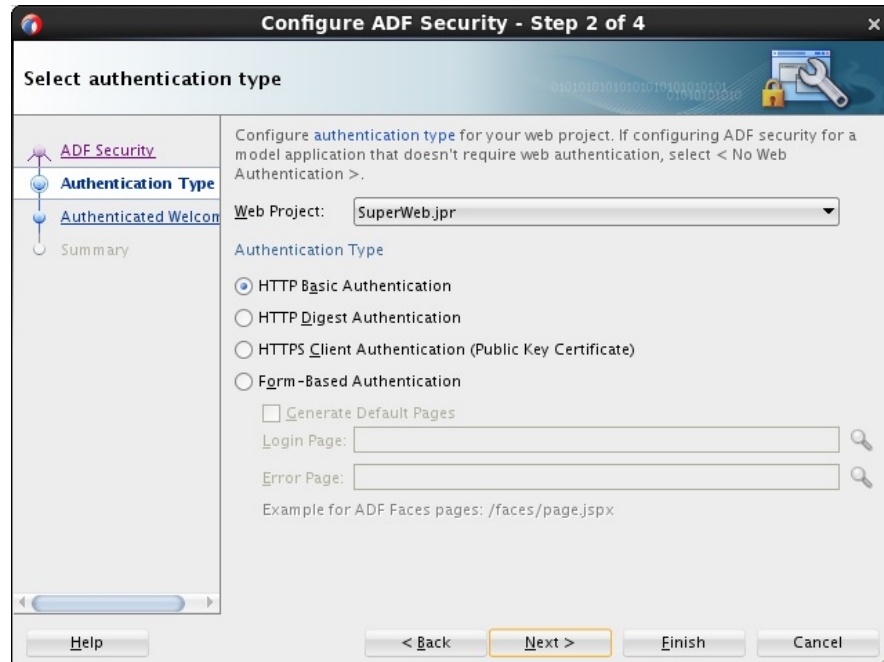 Configure ADF Security - Step 2 of 4
Select authentication type
ADF Security
Authentication Type
Authenticated Welcom
Summary
Configure authentication type for your web project. If configuring ADF security for a
model application that doesn't require web authentication, select < No Web
Authentication >.
Web Project: SuperWeb.jpr
Authentication Type
HTTP Basic Authentication
HTTP Digest Authentication
HTTPS Client Authentication (Public Key Certificate)
Form-Based Authentication
Generate Default Pages
Login Page:
Error Page:
Example for ADF Faces pages: /faces/page.jspx
Help
< Back
Next >
Finish
Cancel